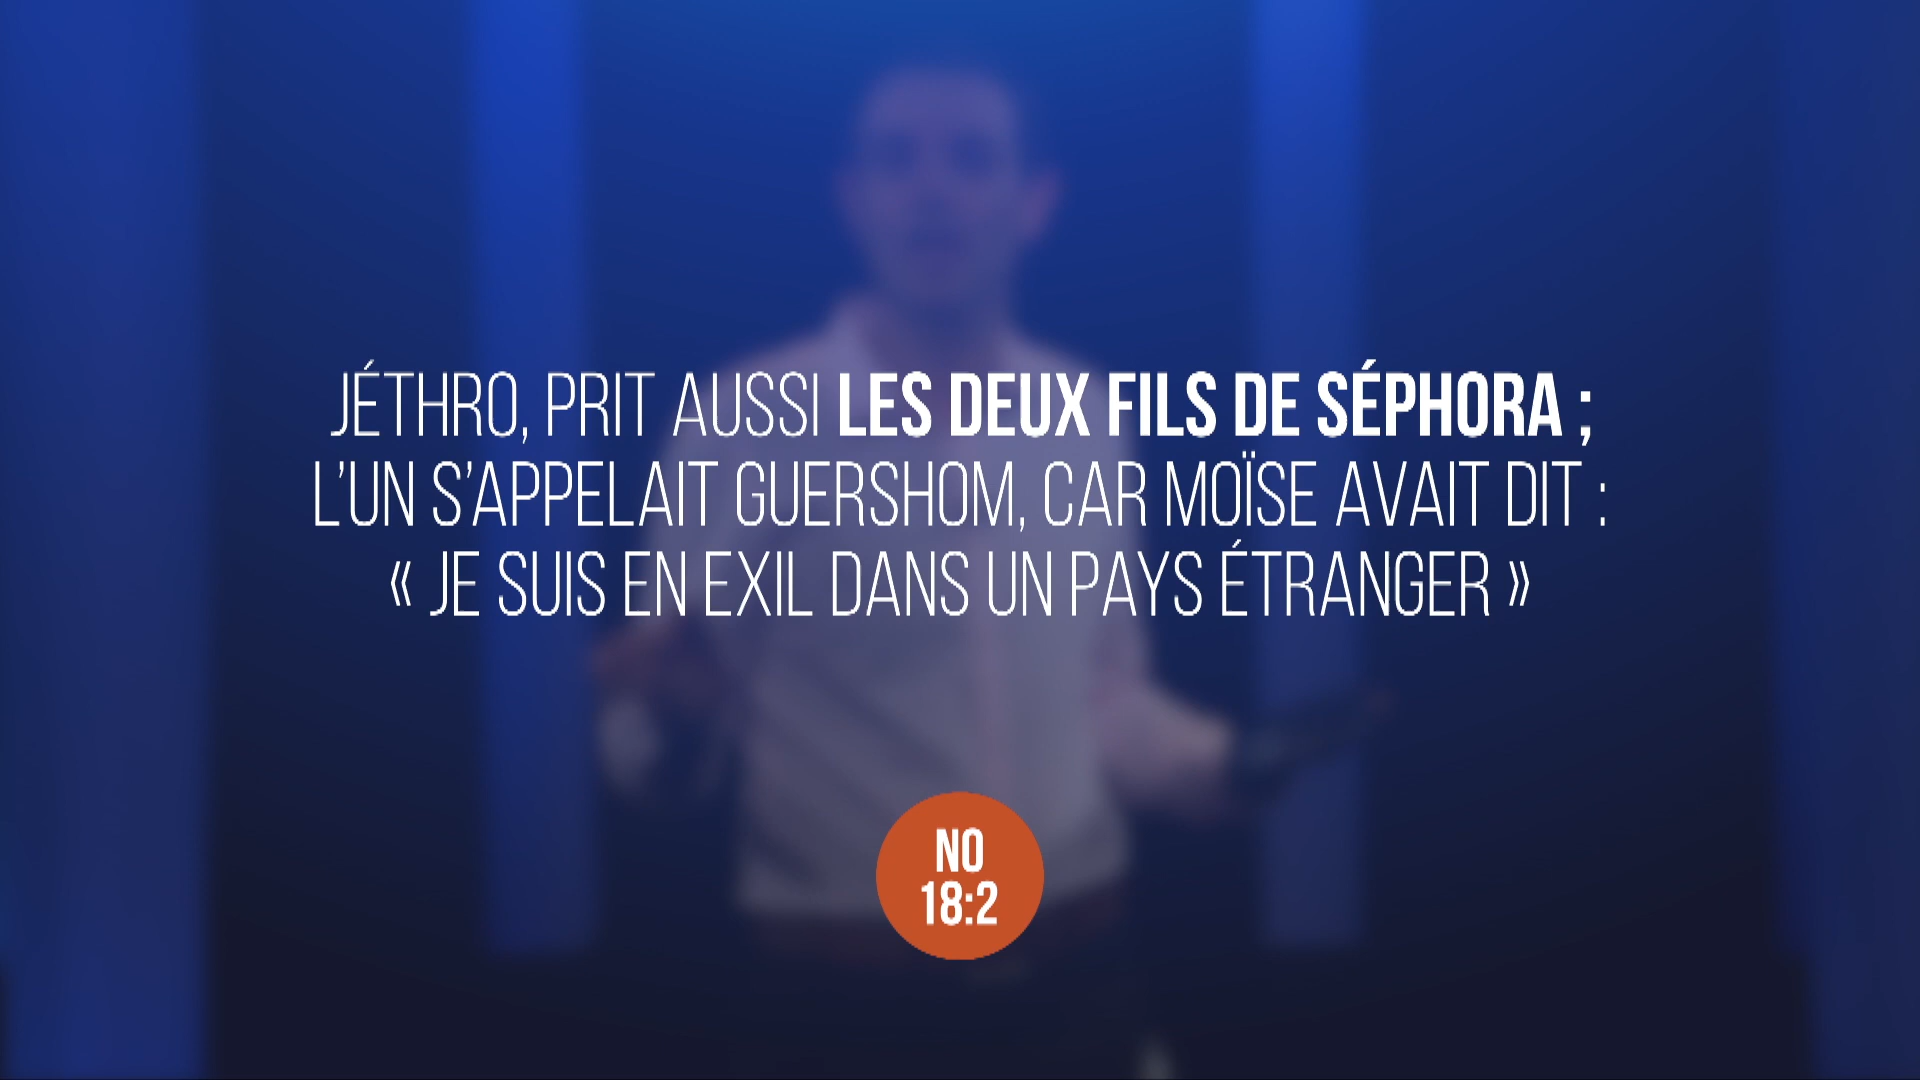 JÉTHRO, PRIT AUSSI LES DEUX FILS DE SÉPHORA ;
L’UN S’APPELAIT GUERSHOM, CAR MOÏSE AVAIT DIT :
« JE SUIS EN EXIL DANS UN PAYS ÉTRANGER »
NO
18:2